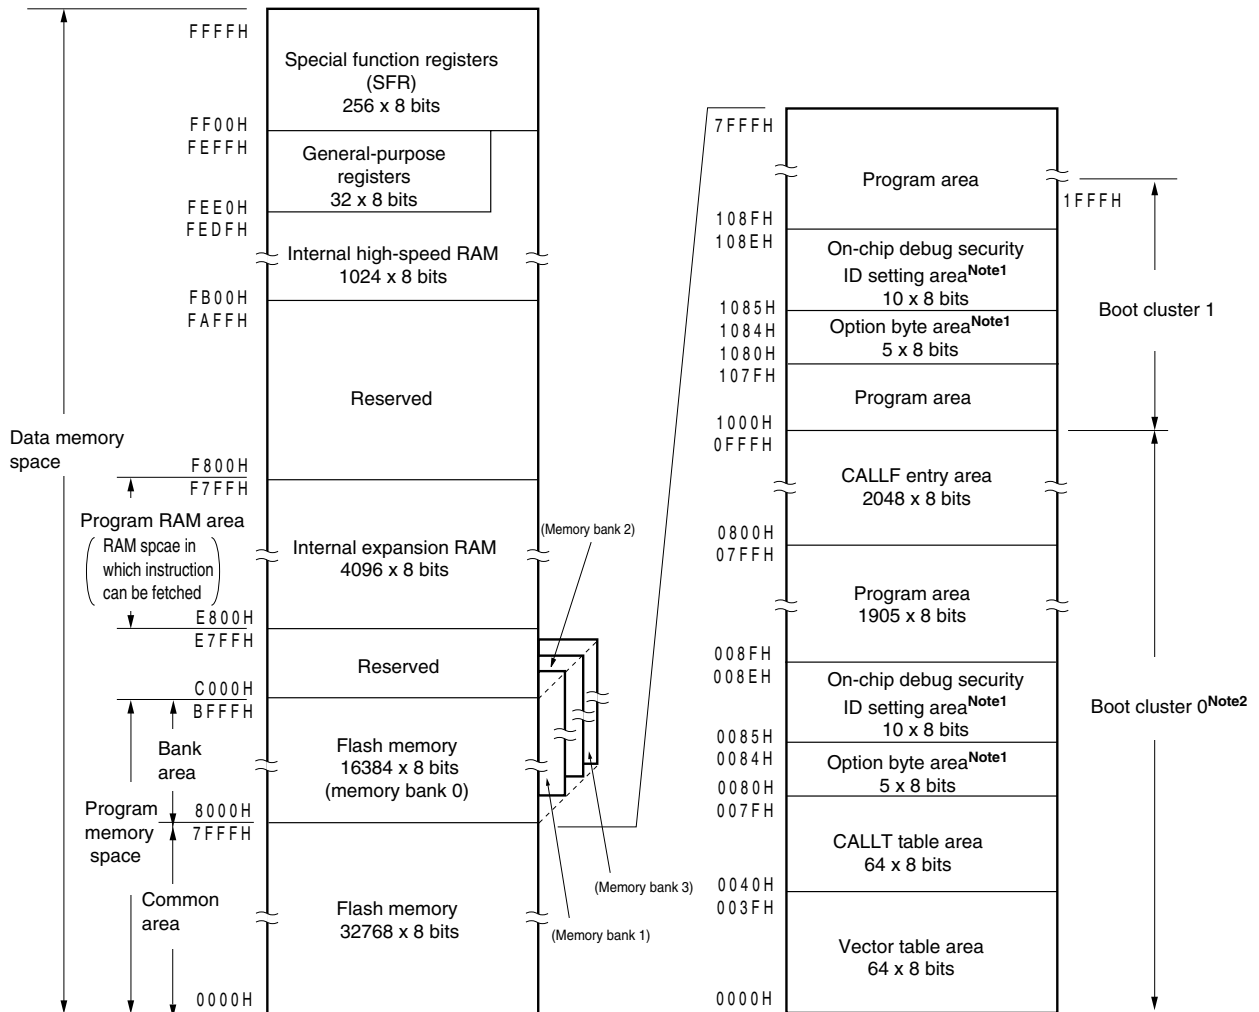 FFFFH
Special function registers
(SFR)
256 x 8 bits
FF00H
FEFFH
General-purpose
registers
32 x 8 bits
FEE0H
FEDFH
Internal high-speed RAM
1024 x 8 bits
FB00H
FAFFH
Reserved
Data memory
space
F800H
F7FFH
Program RAM area
RAM spcae in
which instruction
can be fetched
Internal expansion RAM
4096 x 8 bits
(Memory bank 2)
E800H
E7FFH
Reserved
C000H
BFFFH
Bank
area
Flash memory
16384 x 8 bits
(memory bank 0)
Program
memory
space
8000H
7FFFH
(Memory bank 3)
Common
area
Flash memory
32768 x 8 bits
(Memory bank 1)
0000H
7FFFH
Program area
1FFFH
108FH
108EH
On-chip debug security
ID setting areaNote1
10 x 8 bits
Boot cluster 1
1085H
1084H
Option byte areaNote1
5 x 8 bits
1080H
107FH
Program area
1000H
0FFFH
CALLF entry area
2048 x 8 bits
0800H
07FFH
Program area
1905 x 8 bits
008FH
008EH
On-chip debug security
ID setting areaNote1
10 x 8 bits
Boot cluster 0Note2
0085H
0084H
Option byte areaNote1
5 x 8 bits
0080H
007FH
CALLT table area
64 x 8 bits
0040H
003FH
Vector table area
64 x 8 bits
0000H